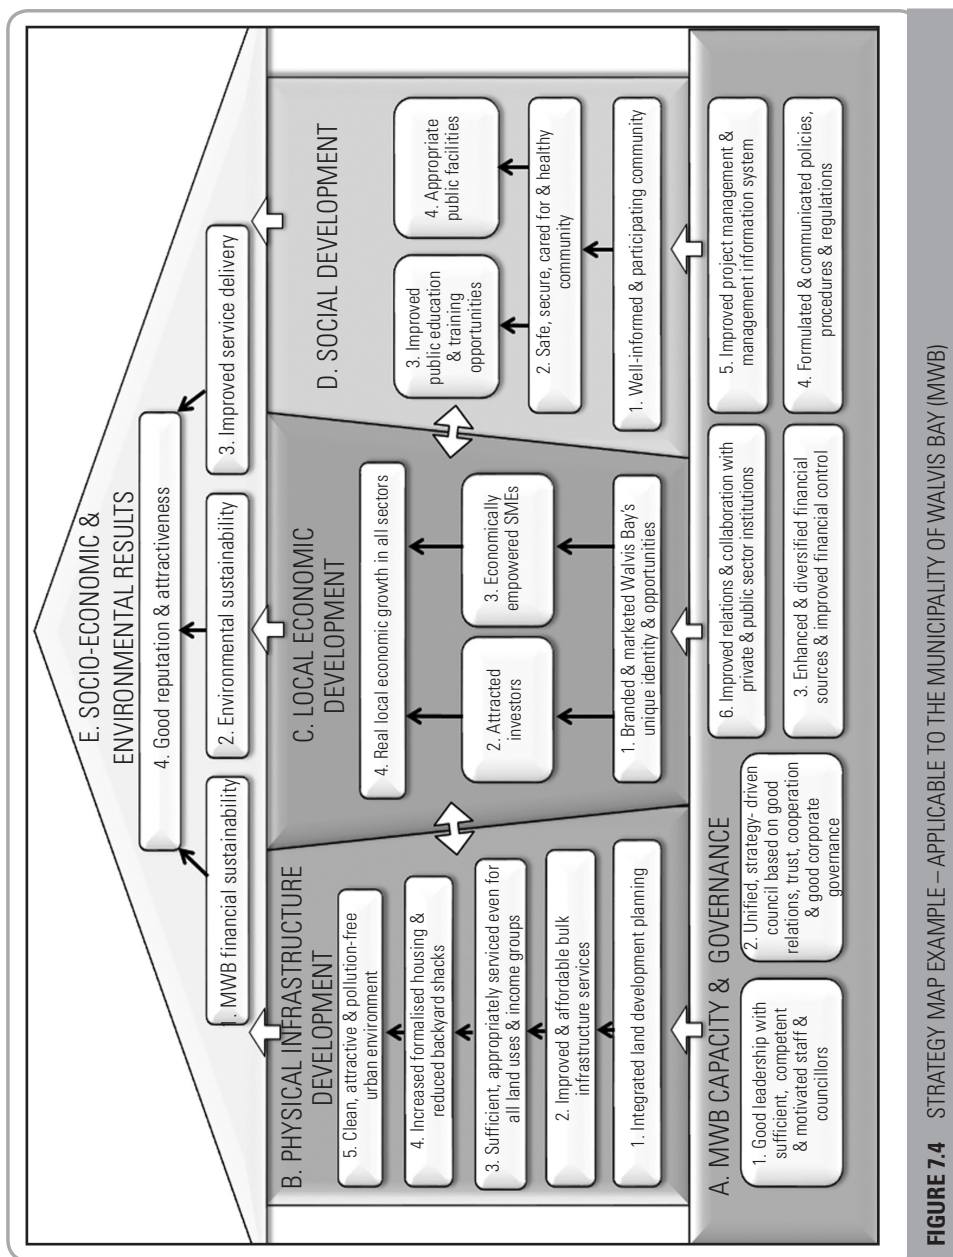 E. SOCIO-ECONOMIC &
ENVIRONMENTAL RESULTS
4. Good reputation & attractiveness
1. MWB financial sustainability
2. Environmental sustainability
3. Improved service delivery
B. PHYSICAL INFRASTRUCTURE
DEVELOPMENT
5. Clean, attractive & pollution-free
urban environment
4. Increased formalised housing &
reduced backyard shacks
3. Sufficient, appropriately serviced even for
all land uses & income groups
2. Improved & affordable bulk
infrastructure services
1. Integrated land development planning
C. LOCAL ECONOMIC
DEVELOPMENT
4. Real local economic growth in all sectors
2. Attracted
investors
3. Economically
empowered SMEs
1. Branded & marketed Walvis Bay's
unique identity & opportunities
D. SOCIAL DEVELOPMENT
3. Improved
public education
& training
opportunities
4. Appropriate
public facilities
2. Safe, secure, cared for & healthy
community
1. Well-informed & participating community
A. MWB CAPACITY & GOVERNANCE
1. Good leadership with
sufficient, competent
& motivated staff &
councillors
2. Unified, strategy- driven
council based on good
relations, trust, cooperation
& good corporate
governance
6. Improved relations & collaboration with
private & public sector institutions
3. Enhanced & diversified financial
sources & improved financial control
5. Improved project management &
management information system
4. Formulated & communicated policies,
procedures & regulations
FIGURE 7.4 STRATEGY MAP EXAMPLE – APPLICABLE TO THE MUNICIPALITY OF WALVIS BAY (MWB)